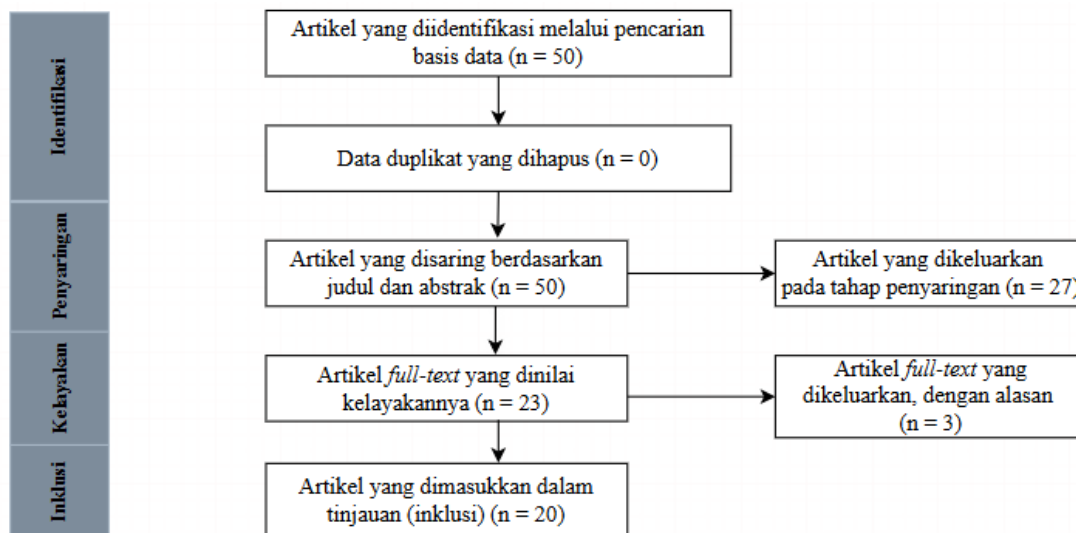 Identifikasi
Artikel yang diidentifikasi melalui pencarian
basis data (n = 50)
Data duplikat yang dihapus (n = 0)
Penyaringan
Artikel yang disaring berdasarkan
judul dan abstrak (n = 50)
Artikel yang dikeluarkan
pada tahap penyaringan (n = 27)
Kelayakan
Artikel full-text yang dinilai
kelayakannya (n = 23)
Artikel full-text yang
dikeluarkan, dengan alasan
(n = 3)
Inklusi
Artikel yang dimasukkan dalam
tinjauan (inklusi) (n = 20)